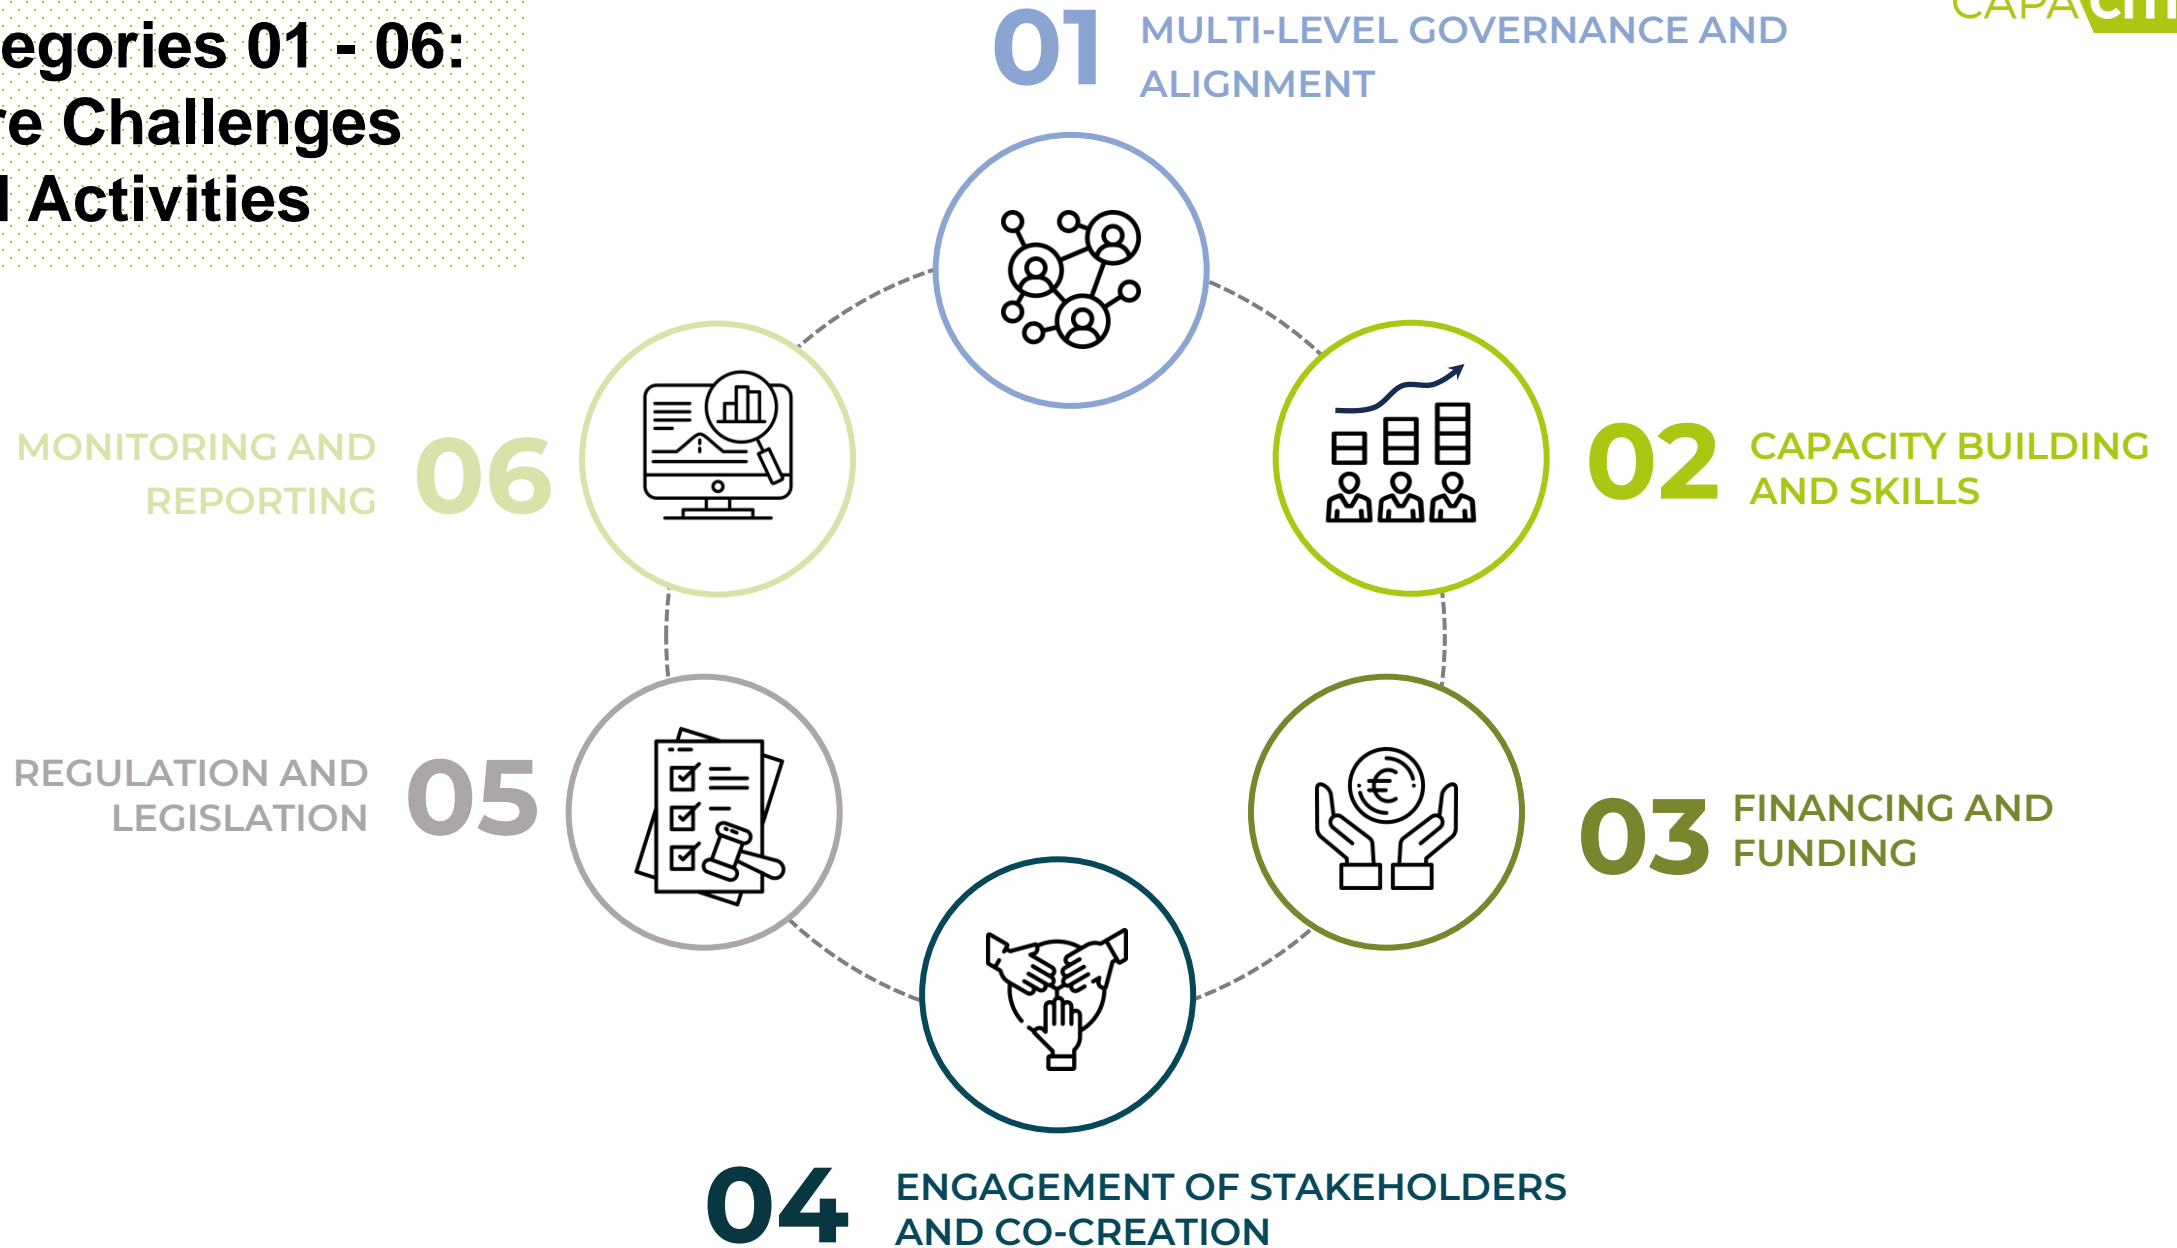 egories 01 - 06:
re Challenges
Activities
01
MULTI-LEVEL GOVERNANCE AND
ALIGNMENT
CAPA
02
CAPACITY BUILDING
AND SKILLS
03
FINANCING AND
FUNDING
04
ENGAGEMENT OF STAKEHOLDERS
AND CO-CREATION
05
REGULATION AND
LEGISLATION
06
MONITORING AND
REPORTING